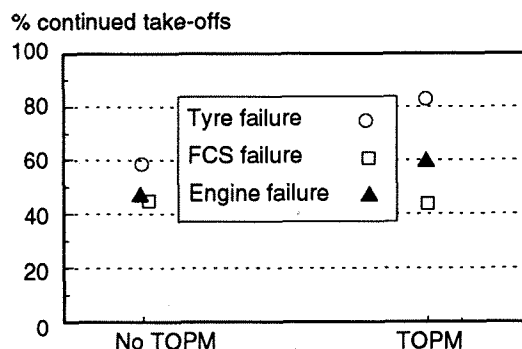 % continued take-offs
100
80
60
40
20
0
Tyre failure
FCS failure
Engine failure
No TOPM
TOPM